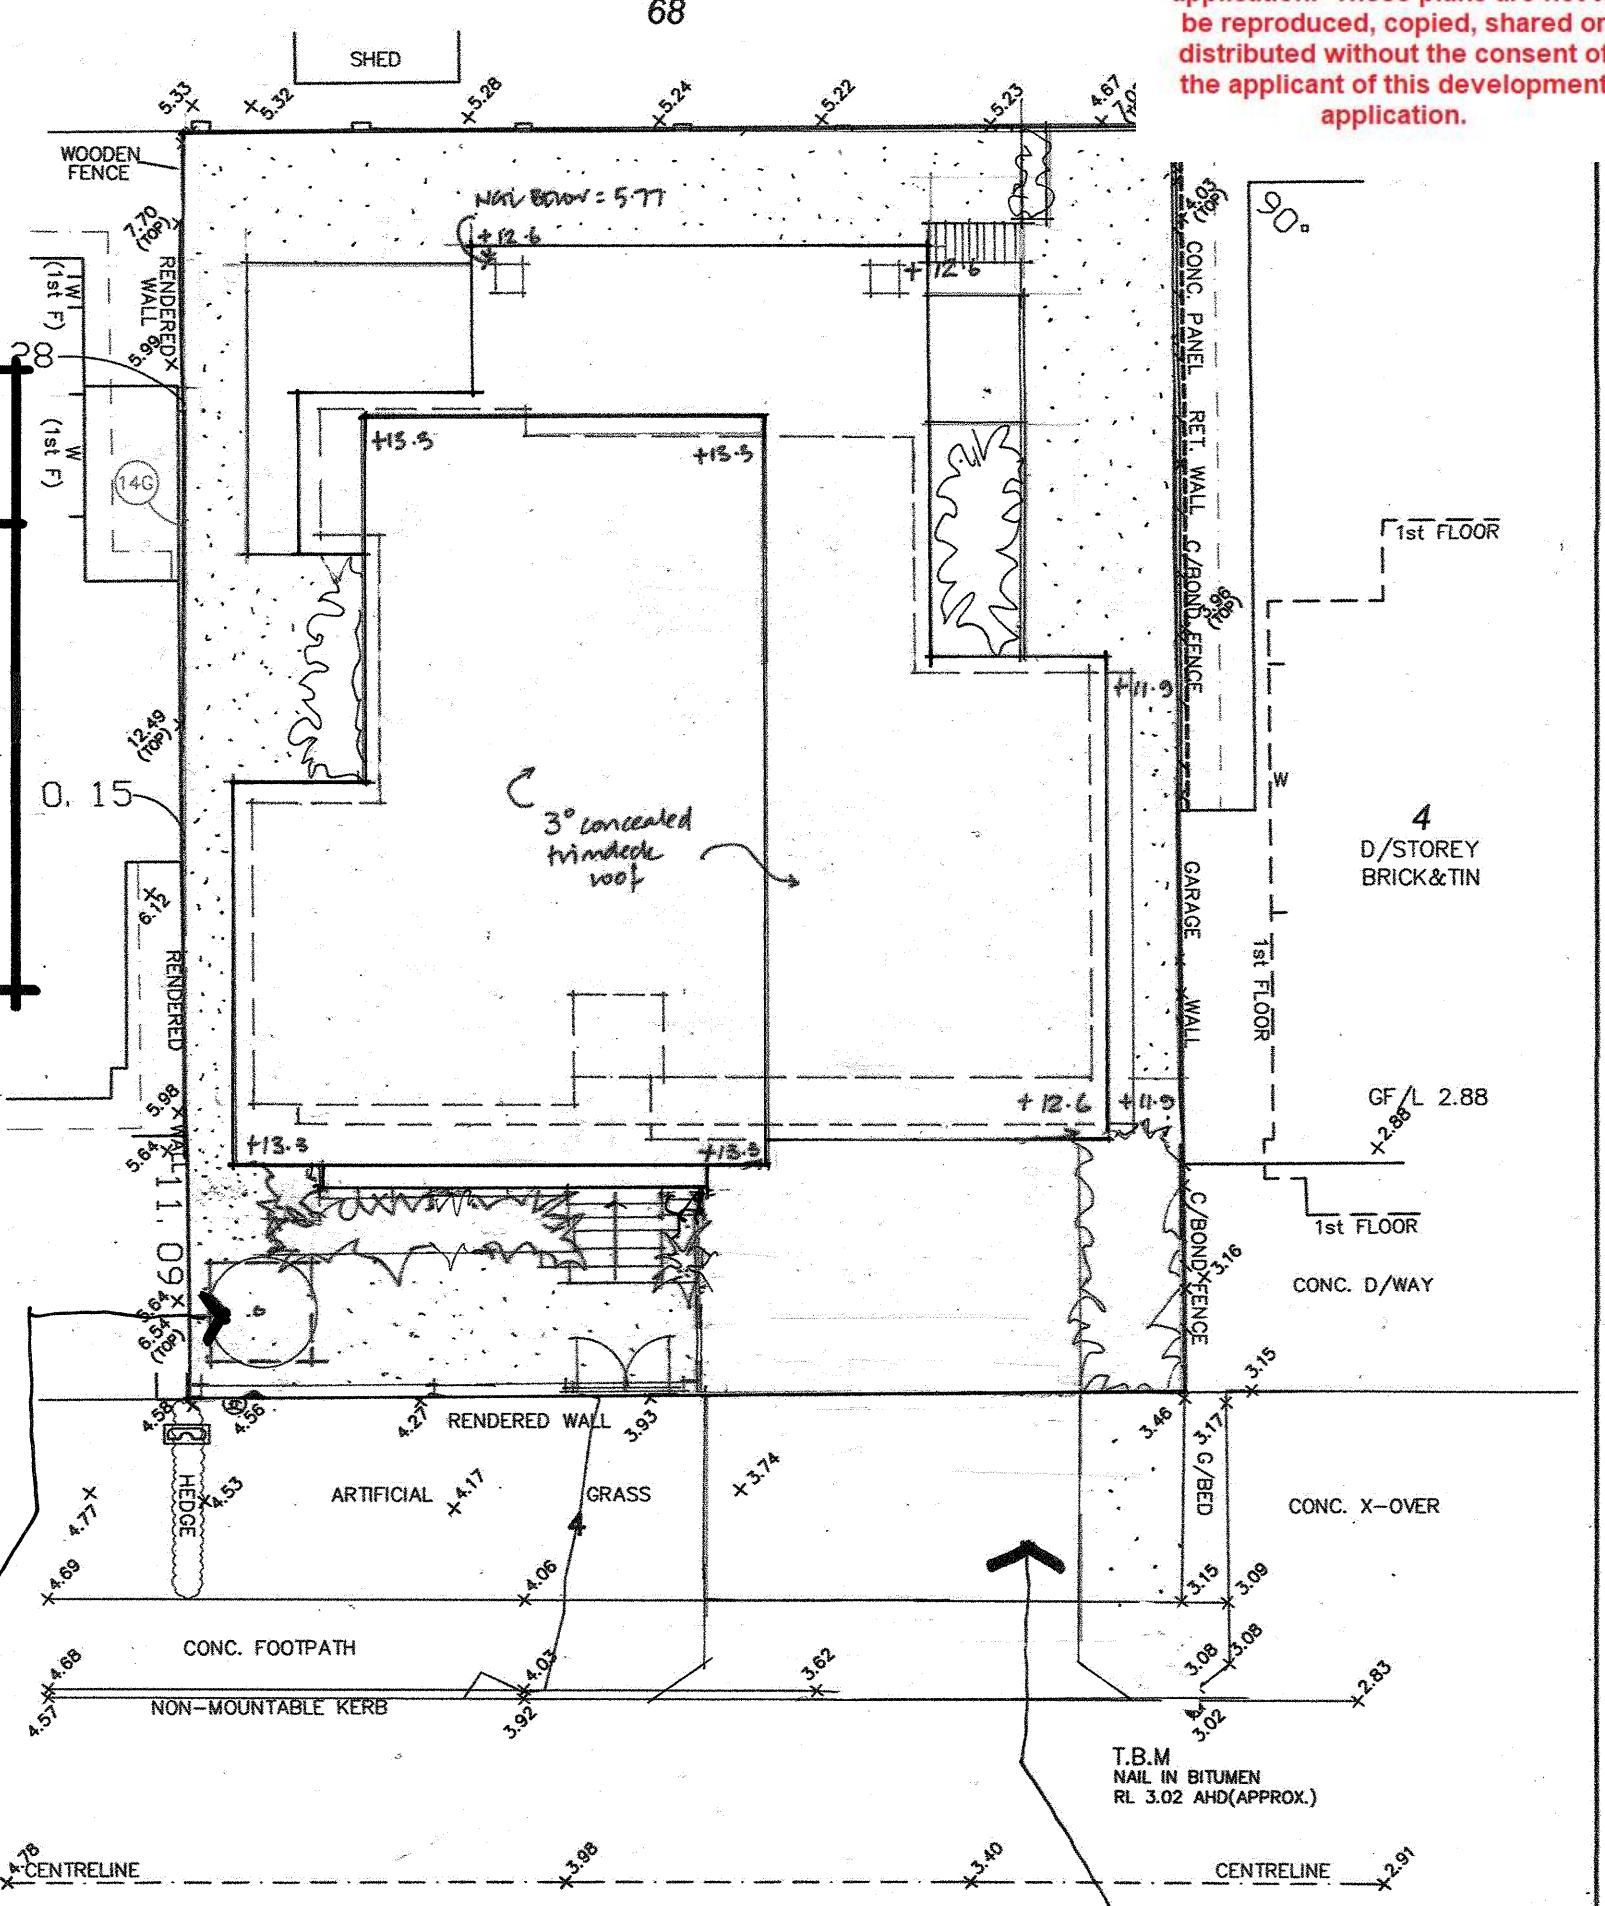 68
be reproduced, copied, shared or
distributed without the consent of
the applicant of this development
application.
SHED
5.33
5.32
5.28
5.24
5.22
5.23
4.67
WOODEN
FENCE
NGL BELOW = 5.77
+12.6
+12.6
7.70
(TOP)
RENDERED
WALL
5.99
4.03
(TOP)
90.
CONC. PANEL RET. WALL C/BOND FENCE
W
(1st F)
28
W
(1st F)
14G
+13.3
+13.3
1st FLOOR
3.96
(TOP)
+11.9
12.49
(TOP)
0.15
3° concealed
trimdeck
roof
W
4
D/STOREY
BRICK&TIN
GARAGE WALL
1st FLOOR
6.12
RENDERED WALL
5.98
5.64
GF/L 2.88
2.88
+12.6
+11.9
+13.3
+13.3
11.09
1st FLOOR
C/BOND FENCE
3.16
CONC. D/WAY
5.64
6.54
(TOP)
3.15
4.58
4.56
4.27
RENDERED WALL
3.93
3.46
3.17
G/BED
HEDGE
4.77
4.53
ARTIFICIAL
4.17
GRASS
3.74
4
CONC. X-OVER
4.69
4.06
3.15
3.09
CONC. FOOTPATH
4.68
4.03
3.62
3.08
3.08
2.83
NON-MOUNTABLE KERB
4.57
3.92
3.02
T.B.M
NAIL IN BITUMEN
RL 3.02 AHD(APPROX.)
4.78
CENTRELINE
3.98
3.40
CENTRELINE
2.91